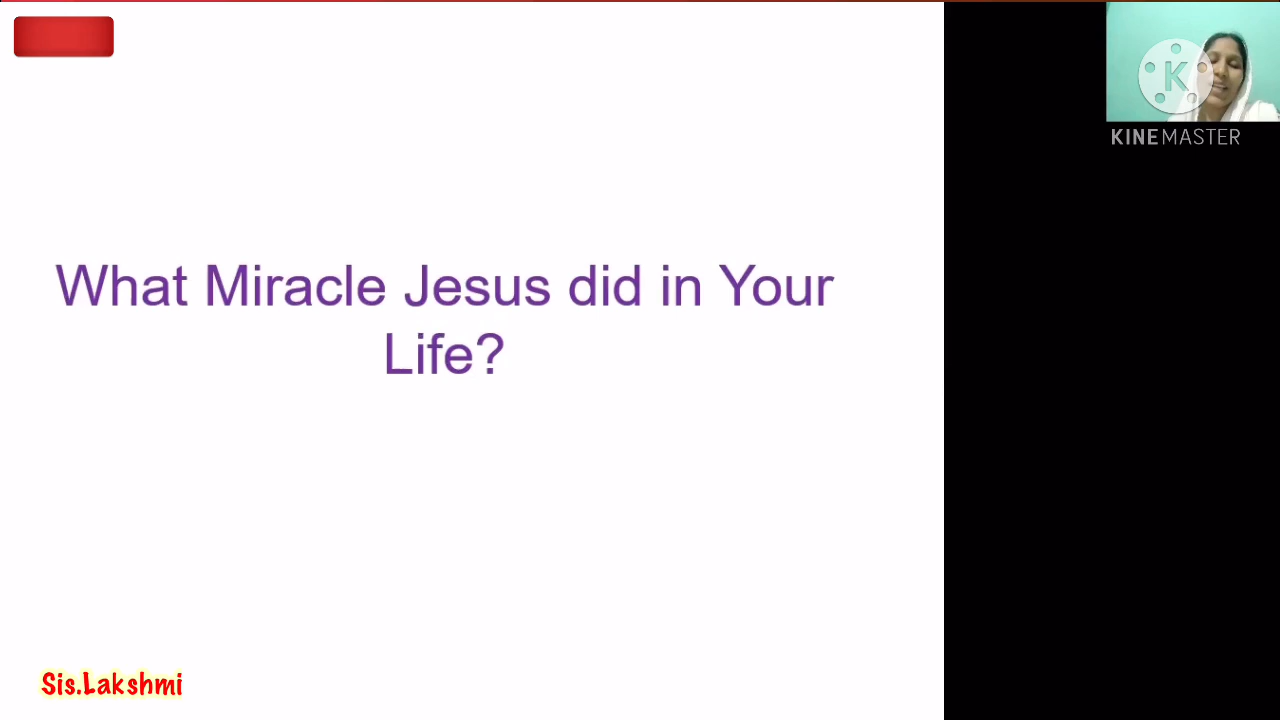 K
KINEMASTER
What Miracle Jesus did in Your
Life?
Sis.Lakshmi